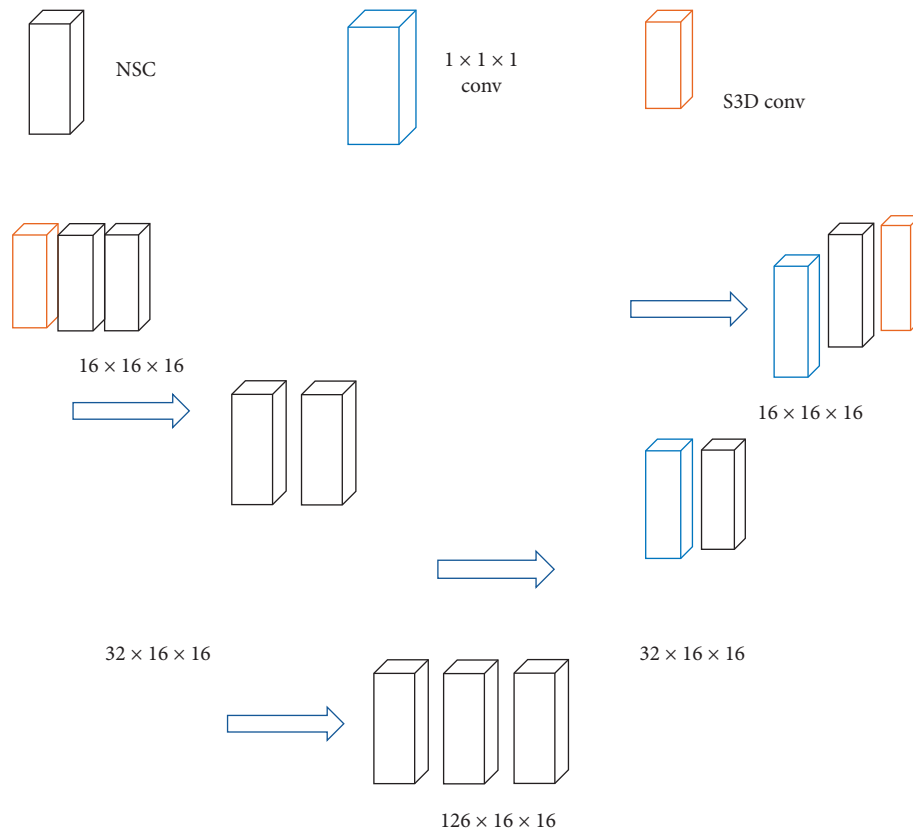 NSC
1 × 1 × 1
conv
S3D conv
16 × 16 × 16
16 × 16 × 16
32 × 16 × 16
32 × 16 × 16
126 × 16 × 16